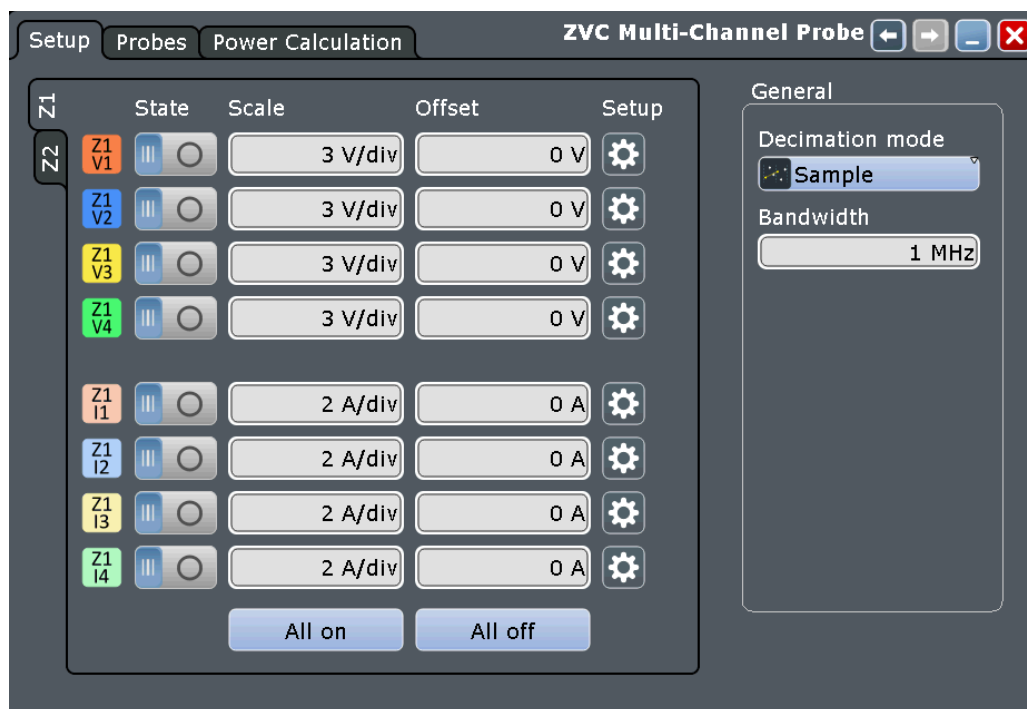 Setup Probes Power Calculation ZVC Multi-Channel Probe
Z1
Z2
State Scale Offset Setup
Z1 V1 3 V/div 0 V
Z1 V2 3 V/div 0 V
Z1 V3 3 V/div 0 V
Z1 V4 3 V/div 0 V
Z1 I1 2 A/div 0 A
Z1 I2 2 A/div 0 A
Z1 I3 2 A/div 0 A
Z1 I4 2 A/div 0 A
All on All off
General
Decimation mode
Sample
Bandwidth
1 MHz